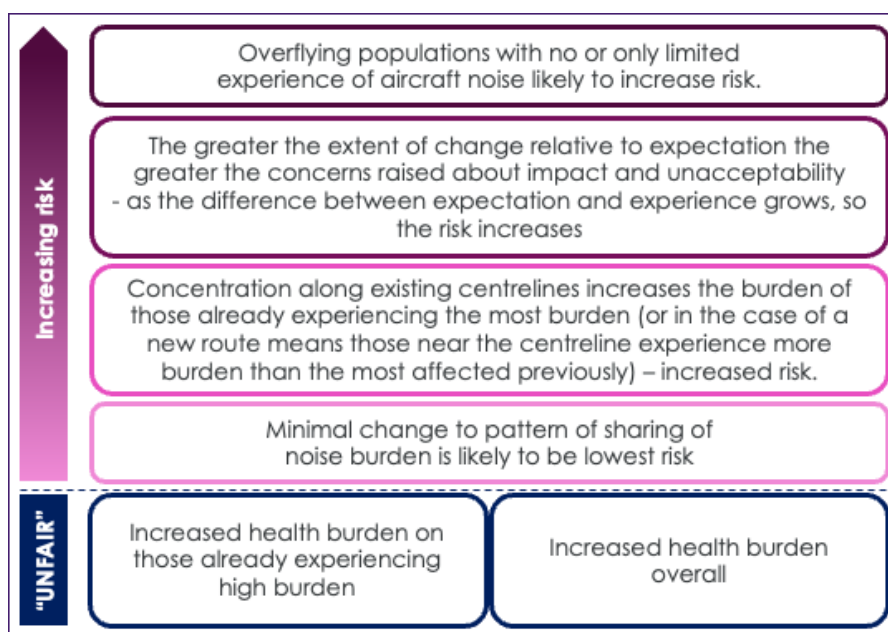 Overflying populations with no or only limited
experience of aircraft noise likely to increase risk.
The greater the extent of change relative to expectation the
greater the concerns raised about impact and unacceptability
- as the difference between expectation and experience grows, so
the risk increases
Concentration along existing centrelines increases the burden of
those already experiencing the most burden (or in the case of a
new route means those near the centreline experience more
burden than the most affected previously) – increased risk.
Minimal change to pattern of sharing of
noise burden is likely to be lowest risk
Increasing risk
"UNFAIR"
Increased health burden on
those already experiencing
high burden
Increased health burden
overall